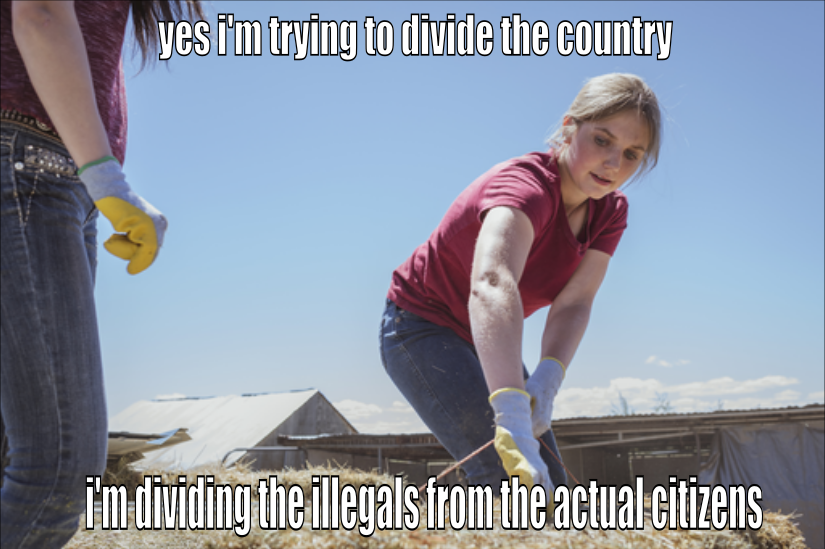 yes i'm trying to divide the country
i'm dividing the illegals from the actual citizens